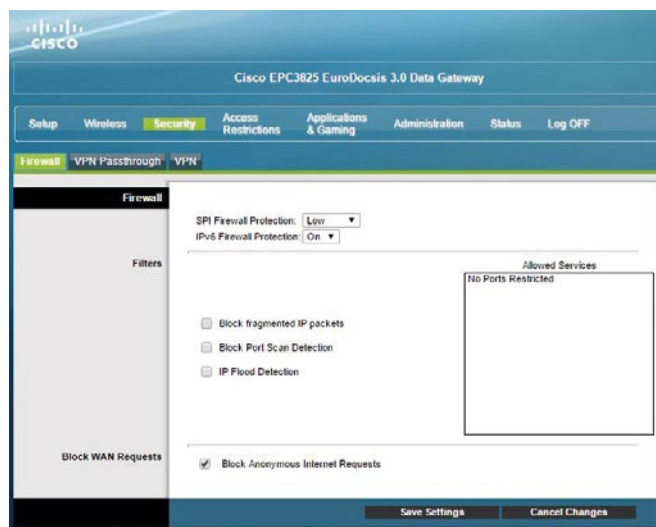 CISCO
Cisco EPC3825 EuroDocsis 3.0 Data Gateway
Setup Wireless Security Access Restrictions Applications & Gaming Administration Status Log OFF
Firewall VPN Passthrough VPN
Firewall
SPI Firewall Protection: Low
IPv6 Firewall Protection: On
Filters
Allowed Services
No Ports Restricted
Block fragmented IP packets
Block Port Scan Detection
IP Flood Detection
Block WAN Requests
Block Anonymous Internet Requests
Save Settings Cancel Changes